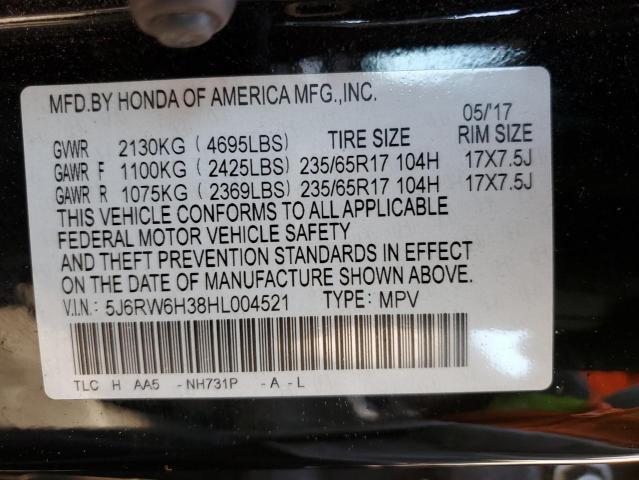 MFD.BY HONDA OF AMERICA MFG.,INC.
05/'17
GVWR 2130KG ( 4695LBS) TIRE SIZE RIM SIZE
GAWR F 1100KG ( 2425LBS) 235/65R17 104H 17X7.5J
GAWR R 1075KG ( 2369LBS) 235/65R17 104H 17X7.5J
THIS VEHICLE CONFORMS TO ALL APPLICABLE
FEDERAL MOTOR VEHICLE SAFETY
AND THEFT PREVENTION STANDARDS IN EFFECT
ON THE DATE OF MANUFACTURE SHOWN ABOVE.
V.I.N.: 5J6RW6H38HL004521 TYPE: MPV
TLC H AA5 -NH731P -A-L